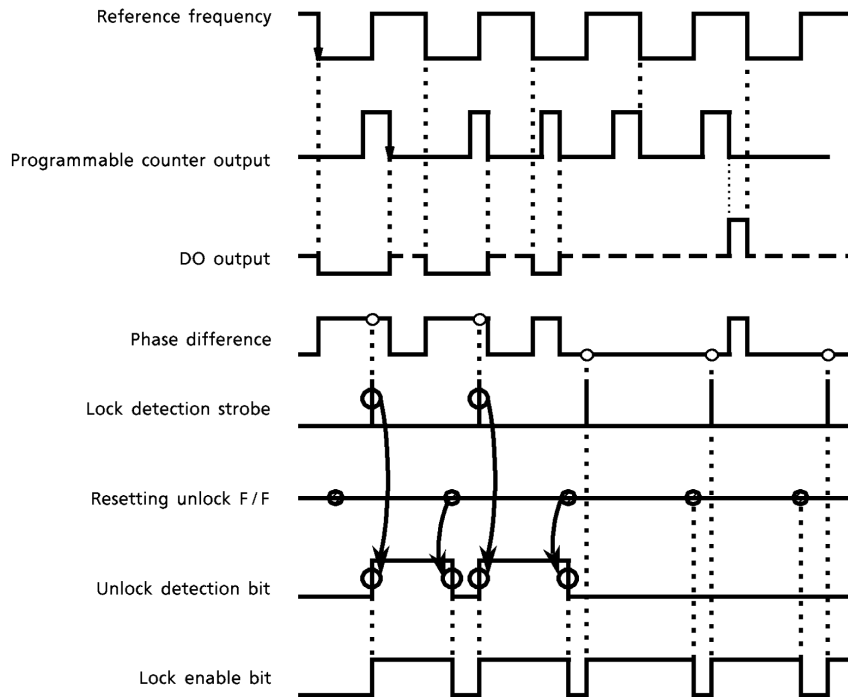 Reference frequency
Programmable counter output
DO output
Phase difference
Lock detection strobe
Resetting unlock F/F
Unlock detection bit
Lock enable bit